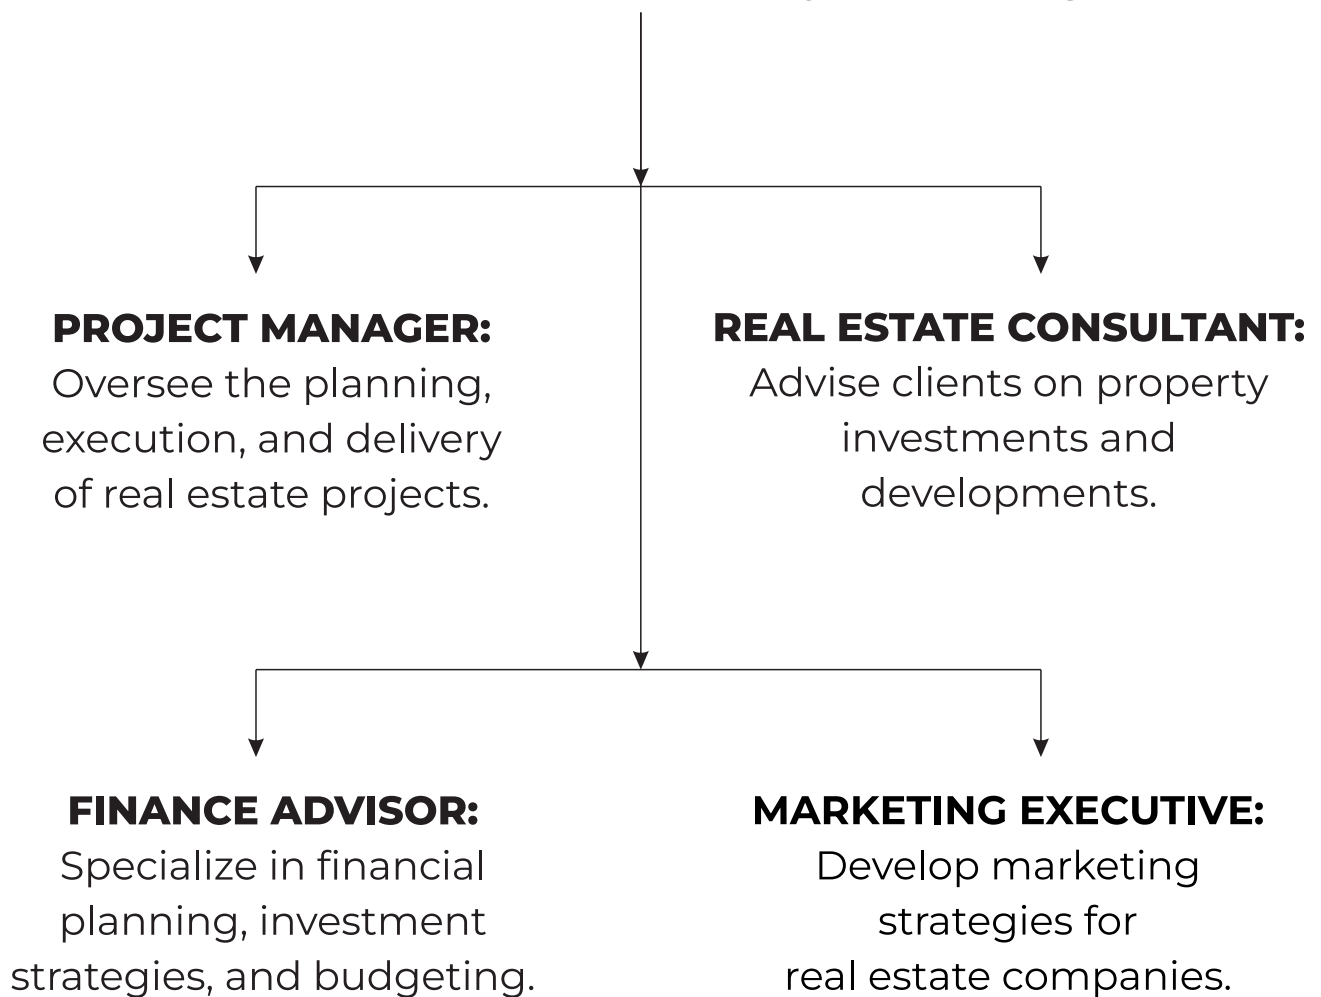 PROJECT MANAGER:
Oversee the planning,
execution, and delivery
of real estate projects.
REAL ESTATE CONSULTANT:
Advise clients on property
investments and
developments.
FINANCE ADVISOR:
Specialize in financial
planning, investment
strategies, and budgeting.
MARKETING EXECUTIVE:
Develop marketing
strategies for
real estate companies.